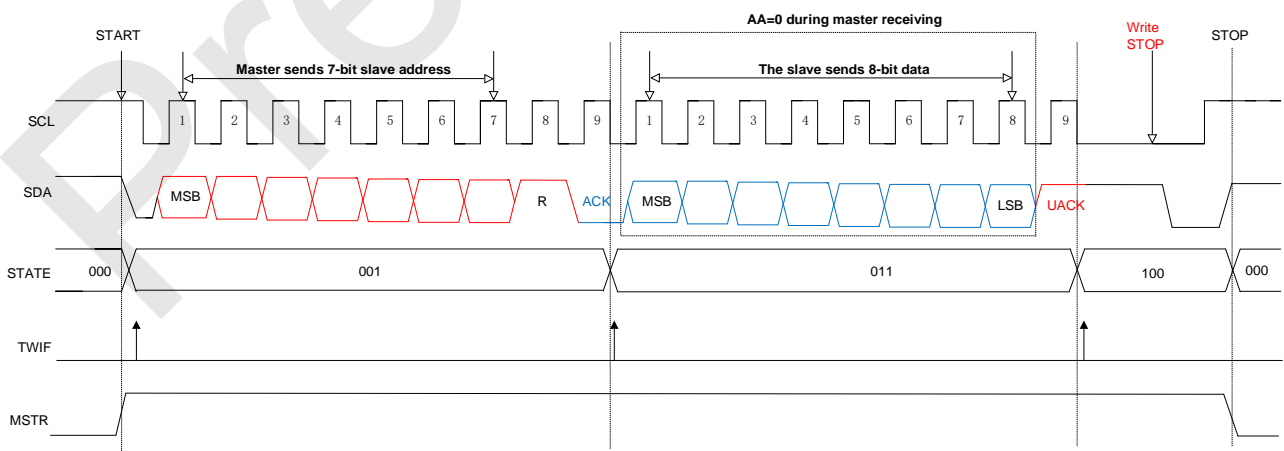 AA=0 during master receiving
START
Write
STOP
STOP
Master sends 7-bit slave address
The slave sends 8-bit data
SCL
1 2 3 4 5 6 7 8 9 1 2 3 4 5 6 7 8 9
SDA
MSB R ACK MSB LSB UACK
STATE
000 001 011 100 000
TWIF
MSTR